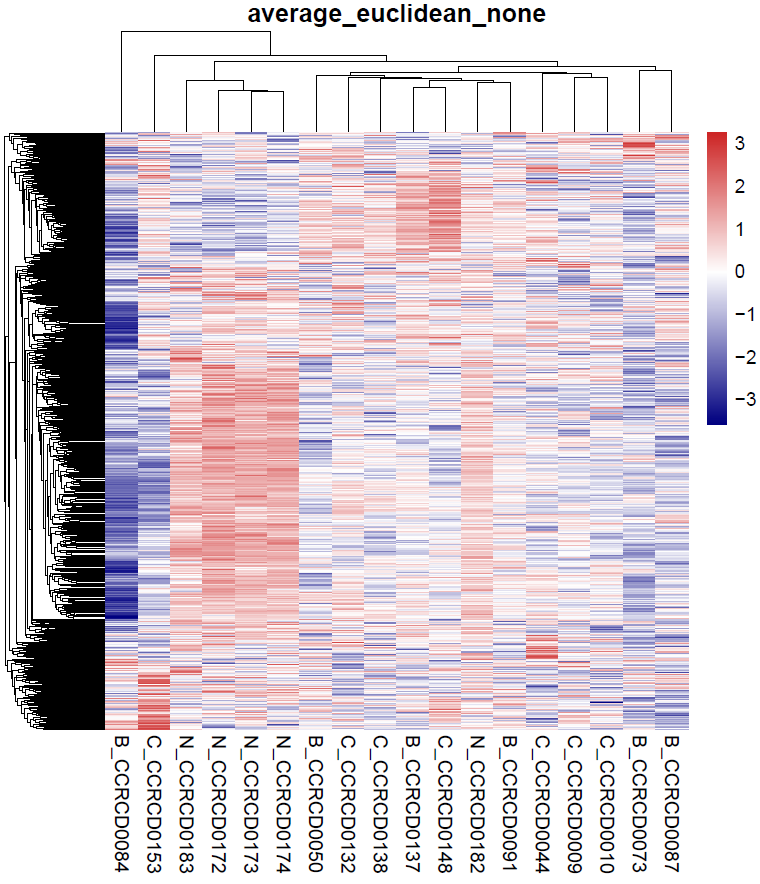 average_euclidean_none
3
2
1
0
−1
−2
−3
B_CCRCD0084
C_CCRCD0153
N_CCRCD0183
N_CCRCD0172
N_CCRCD0173
N_CCRCD0174
B_CCRCD0050
C_CCRCD0132
C_CCRCD0138
B_CCRCD0137
C_CCRCD0148
N_CCRCD0182
B_CCRCD0091
C_CCRCD0044
C_CCRCD0009
C_CCRCD0010
B_CCRCD0073
B_CCRCD0087